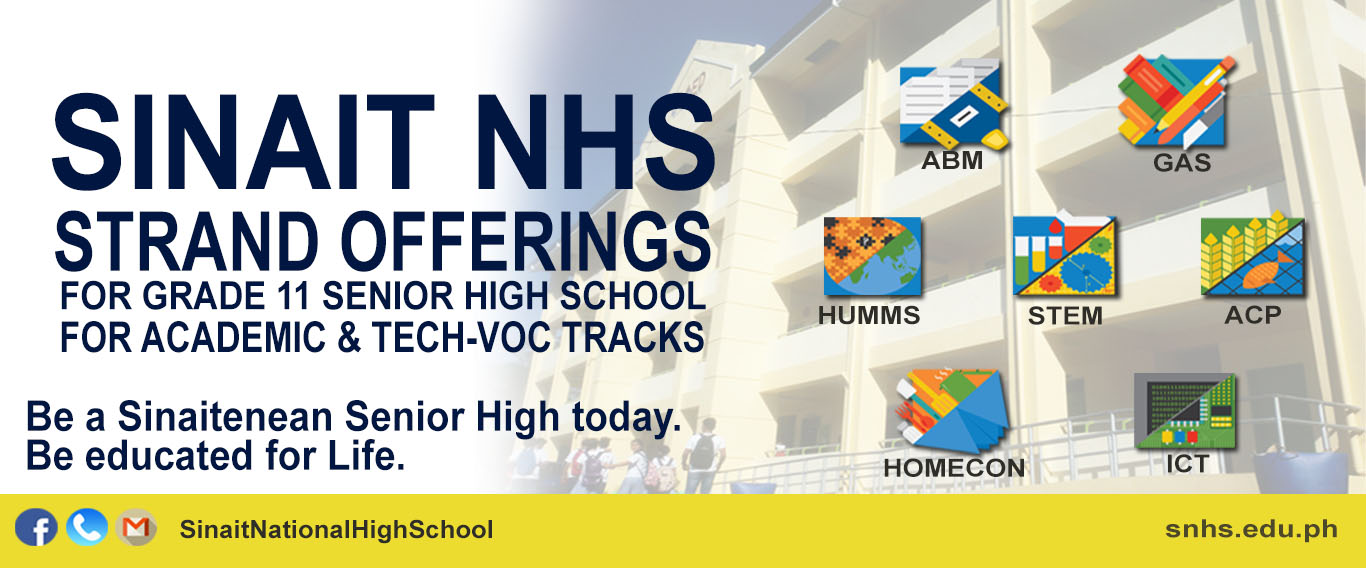 SINAIT NHS
STRAND OFFERINGS
FOR GRADE 11 SENIOR HIGH SCHOOL
FOR ACADEMIC & TECH-VOC TRACKS
Be a Sinaitenean Senior High today.
Be educated for Life.
ABM
GAS
HUMMS
STEM
ACP
HOMECON
ICT
SinaitNationalHighSchool
snhs.edu.ph